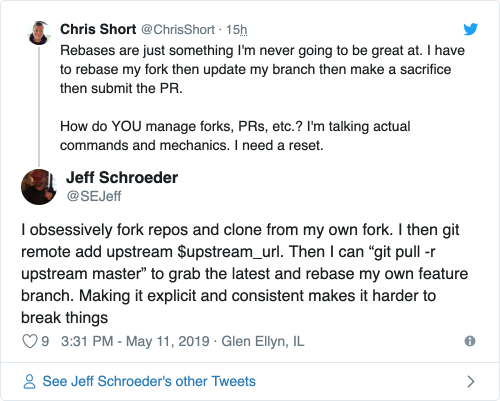 Chris Short @ChrisShort · 15h
Rebases are just something I'm never going to be great at. I have
to rebase my fork then update my branch then make a sacrifice
then submit the PR.
How do YOU manage forks, PRs, etc.? I'm talking actual
commands and mechanics. I need a reset.
Jeff Schroeder
@SEJeff
I obsessively fork repos and clone from my own fork. I then git
remote add upstream $upstream_url. Then I can “git pull -r
upstream master” to grab the latest and rebase my own feature
branch. Making it explicit and consistent makes it harder to
break things
9 3:31 PM - May 11, 2019 · Glen Ellyn, IL
See Jeff Schroeder's other Tweets